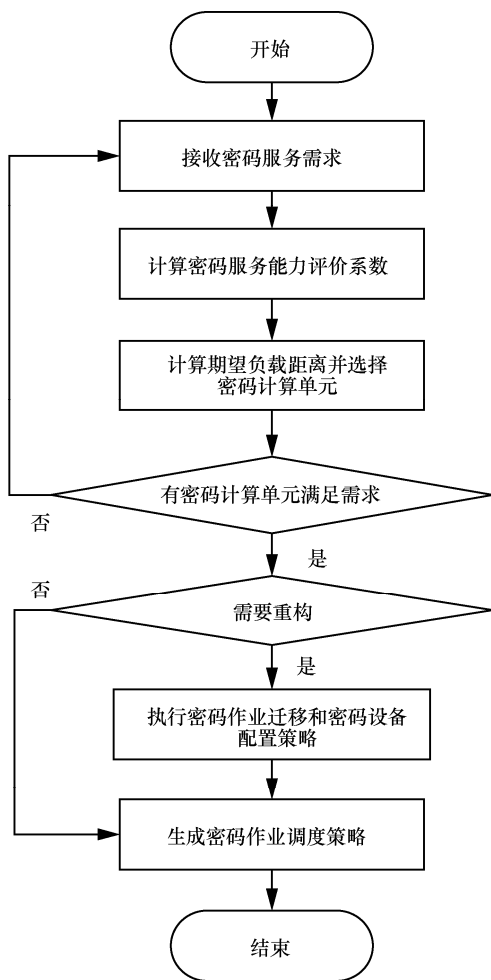 开始
接收密码服务需求
计算密码服务能力评价系数
计算期望负载距离并选择
密码计算单元
有密码计算单元满足需求
否
是
否
需要重构
是
执行密码作业迁移和密码设备
配置策略
生成密码作业调度策略
结束